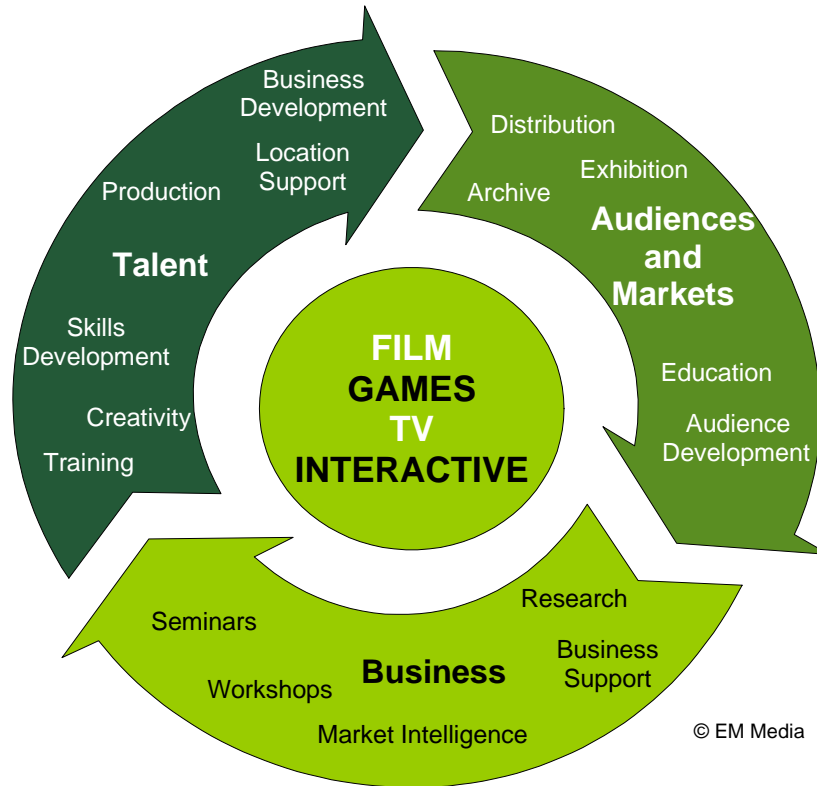 Business
Development
Location
Support
Production
Talent
Skills
Development
Creativity
Training
Distribution
Exhibition
Archive
Audiences
and
Markets
Education
Audience
Development
FILM
GAMES
TV
INTERACTIVE
Research
Seminars
Business
Support
Business
Workshops
Market Intelligence
© EM Media